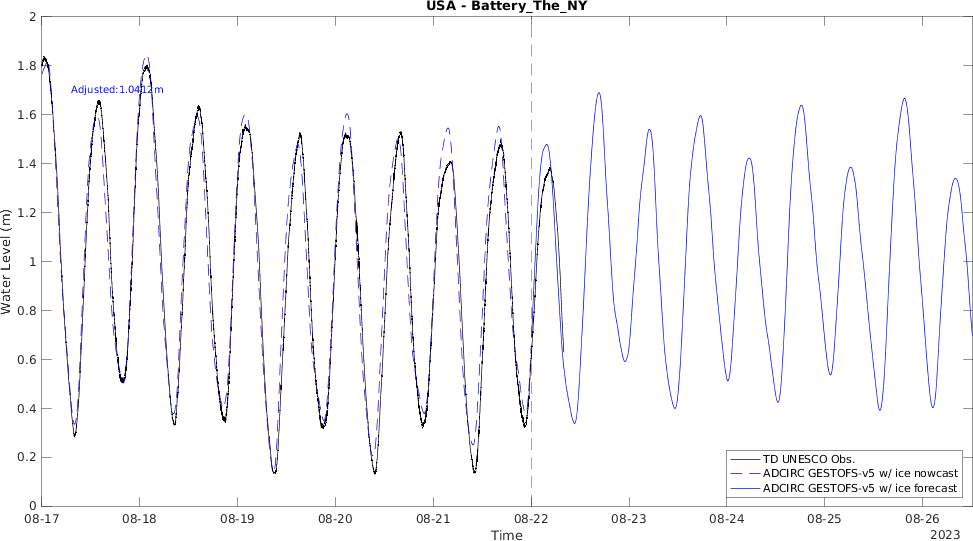 USA - Battery_The_NY
2
1.8
1.6
1.4
1.2
1
0.8
0.6
0.4
0.2
0
Water Level (m)
Adjusted:1.0412m
TD UNESCO Obs.
ADCIRC GESTOFS-v5 w/ ice nowcast
ADCIRC GESTOFS-v5 w/ ice forecast
08-17 08-18 08-19 08-20 08-21 08-22 08-23 08-24 08-25 08-26
Time
2023